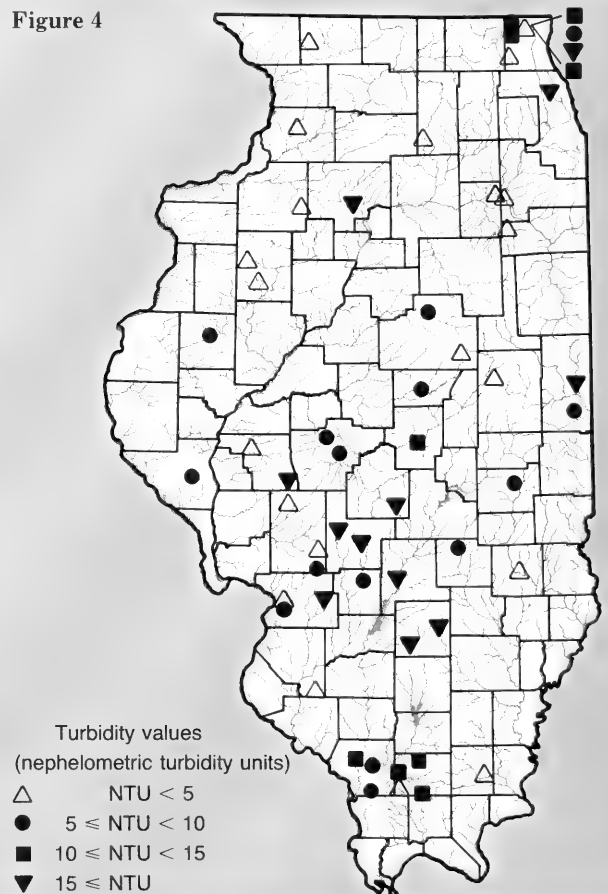 Figure 4
Turbidity values
(nephelometric turbidity units)
NTU < 5
5 ≤ NTU < 10
10 ≤ NTU < 15
15 ≤ NTU